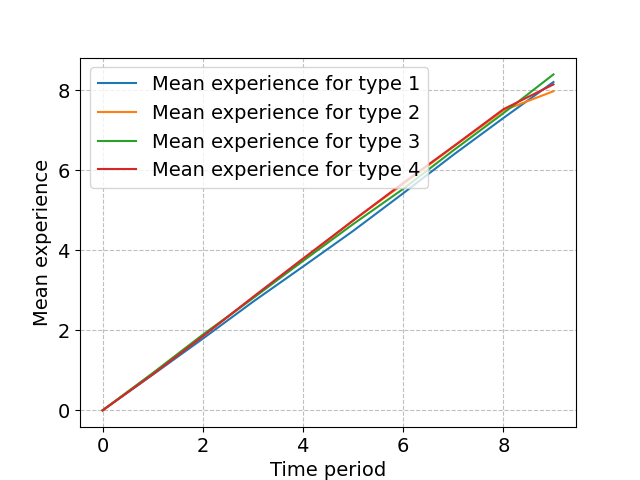 Mean experience for type 1
Mean experience for type 2
Mean experience for type 3
Mean experience for type 4
8
6
4
2
0
Mean experience
0 2 4 6 8
Time period